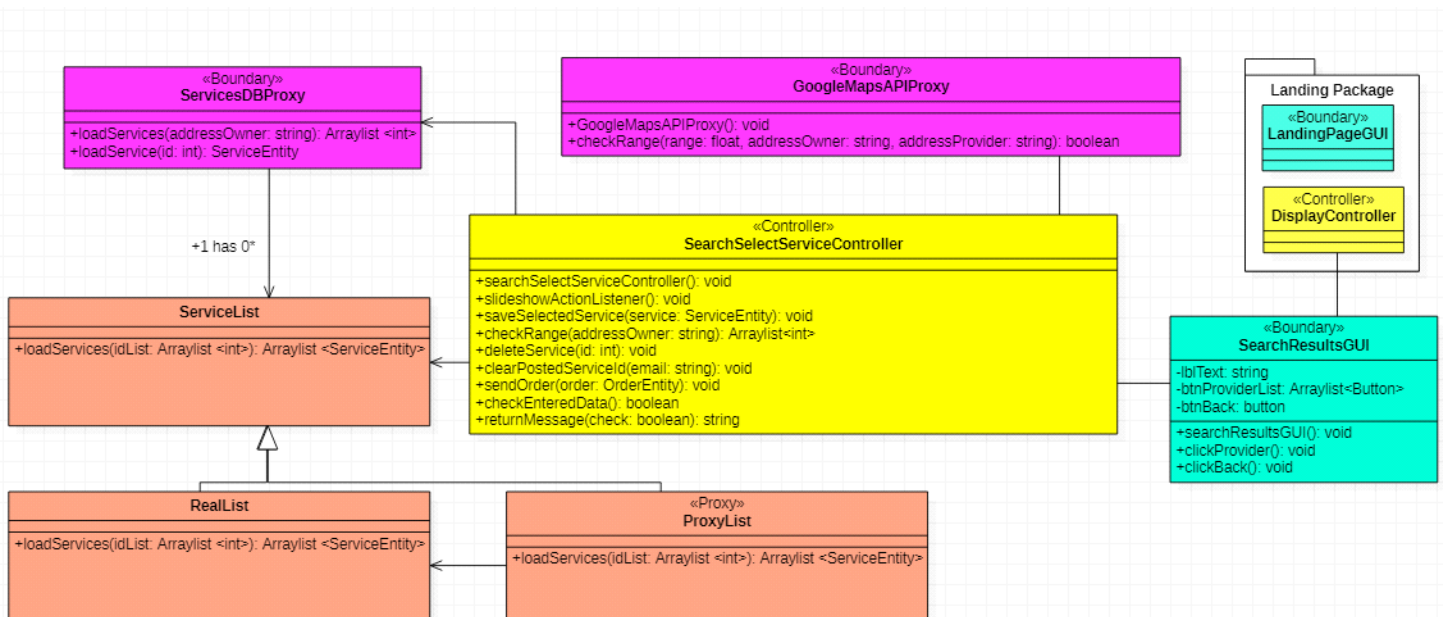 «Boundary»
ServicesDBProxy
+loadServices(addressOwner: string): Arraylist <int>
+loadService(id: int): ServiceEntity
«Boundary»
GoogleMapsAPIProxy
+GoogleMapsAPIProxy(): void
+checkRange(range: float, addressOwner: string, addressProvider: string): boolean
Landing Package
«Boundary»
LandingPageGUI
«Controller»
DisplayController
+1 has 0*
«Controller»
SearchSelectServiceController
+searchSelectServiceController(): void
+slideshowActionListener(): void
+saveSelectedService(service: ServiceEntity): void
+checkRange(addressOwner: string): Arraylist<int>
+deleteService(id: int): void
+clearPostedServiceId(email: string): void
+sendOrder(order: OrderEntity): void
+checkEnteredData(): boolean
+returnMessage(check: boolean): string
ServiceList
+loadServices(idList: Arraylist <int>): Arraylist <ServiceEntity>
«Boundary»
SearchResultsGUI
-lblText: string
-btnProviderList: Arraylist<Button>
-btnBack: button
+searchResultsGUI(): void
+clickProvider(): void
+clickBack(): void
RealList
+loadServices(idList: Arraylist <int>): Arraylist <ServiceEntity>
«Proxy»
ProxyList
+loadServices(idList: Arraylist <int>): Arraylist <ServiceEntity>